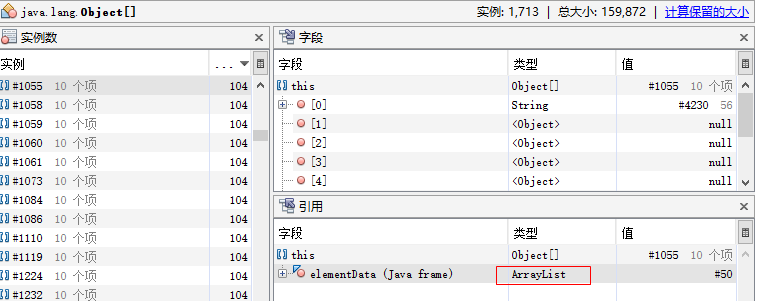 java.lang.Object[] 实例: 1,713 | 总大小: 159,872 | 计算保留的大小
实例数
实例 ...
#1055 10 个项 104
#1058 10 个项 104
#1059 10 个项 104
#1060 10 个项 104
#1061 10 个项 104
#1073 10 个项 104
#1084 10 个项 104
#1086 10 个项 104
#1110 10 个项 104
#1119 10 个项 104
#1224 10 个项 104
#1232 10 个项 104
字段
字段 类型 值
this Object[] #1055 10 个项
[0] String #4230 56
[1] <Object> null
[2] <Object> null
[3] <Object> null
[4] <Object> null
引用
字段 类型 值
this Object[] #1055 10 个项
elementData (Java frame) ArrayList #50